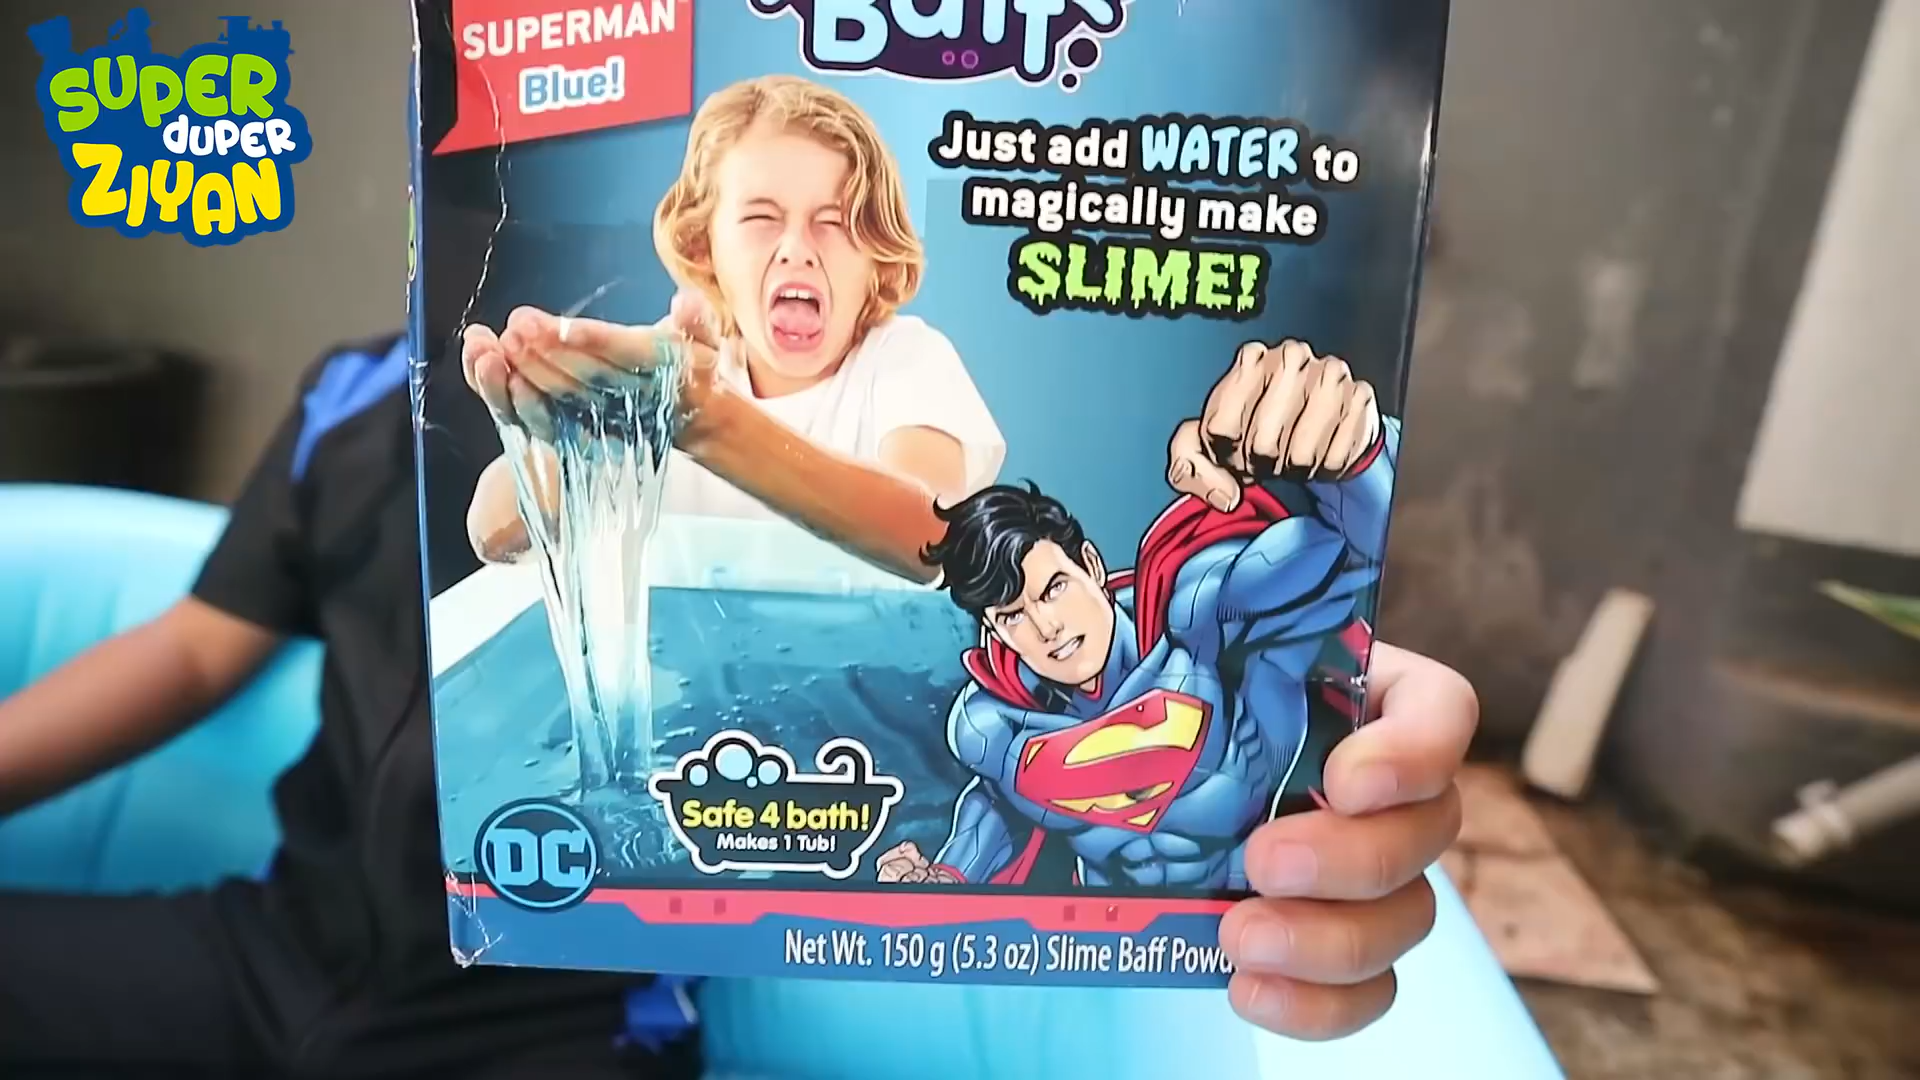 SUPER
DUPER
ZIYAN
SUPERMAN
Blue!
Baff
Just add WATER to
magically make
SLIME!
Safe 4 bath!
Makes 1 Tub!
DC
Net Wt. 150 g (5.3 oz) Slime Baff